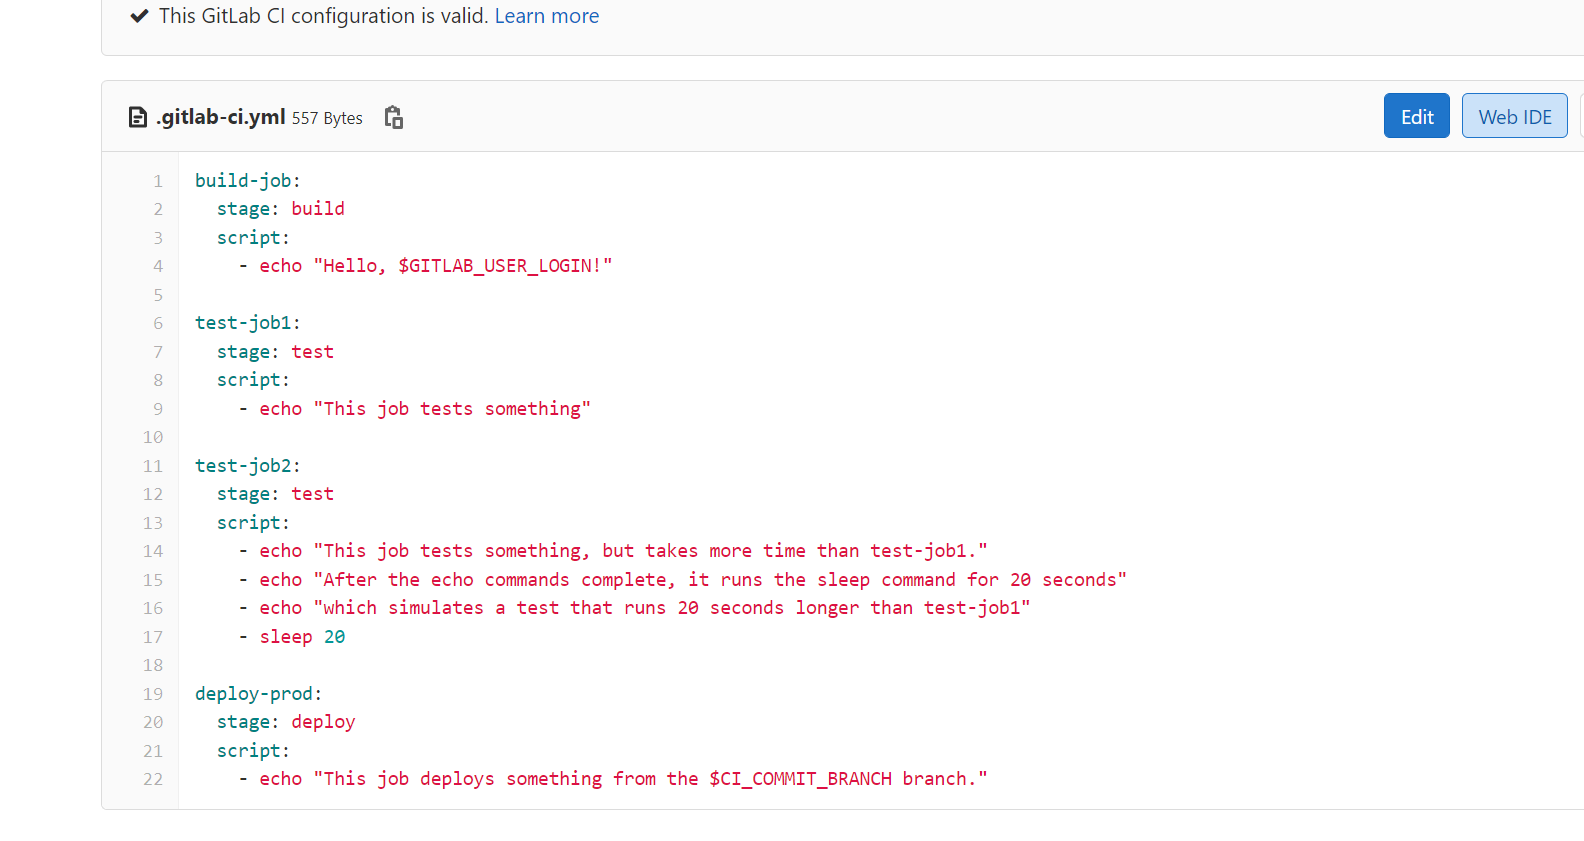 This GitLab CI configuration is valid. Learn more
.gitlab-ci.yml 557 Bytes Edit Web IDE
1 build-job:
2   stage: build
3   script:
4     - echo "Hello, $GITLAB_USER_LOGIN!"
5
6 test-job1:
7   stage: test
8   script:
9     - echo "This job tests something"
10
11 test-job2:
12   stage: test
13   script:
14     - echo "This job tests something, but takes more time than test-job1."
15     - echo "After the echo commands complete, it runs the sleep command for 20 seconds"
16     - echo "which simulates a test that runs 20 seconds longer than test-job1"
17     - sleep 20
18
19 deploy-prod:
20   stage: deploy
21   script:
22     - echo "This job deploys something from the $CI_COMMIT_BRANCH branch."